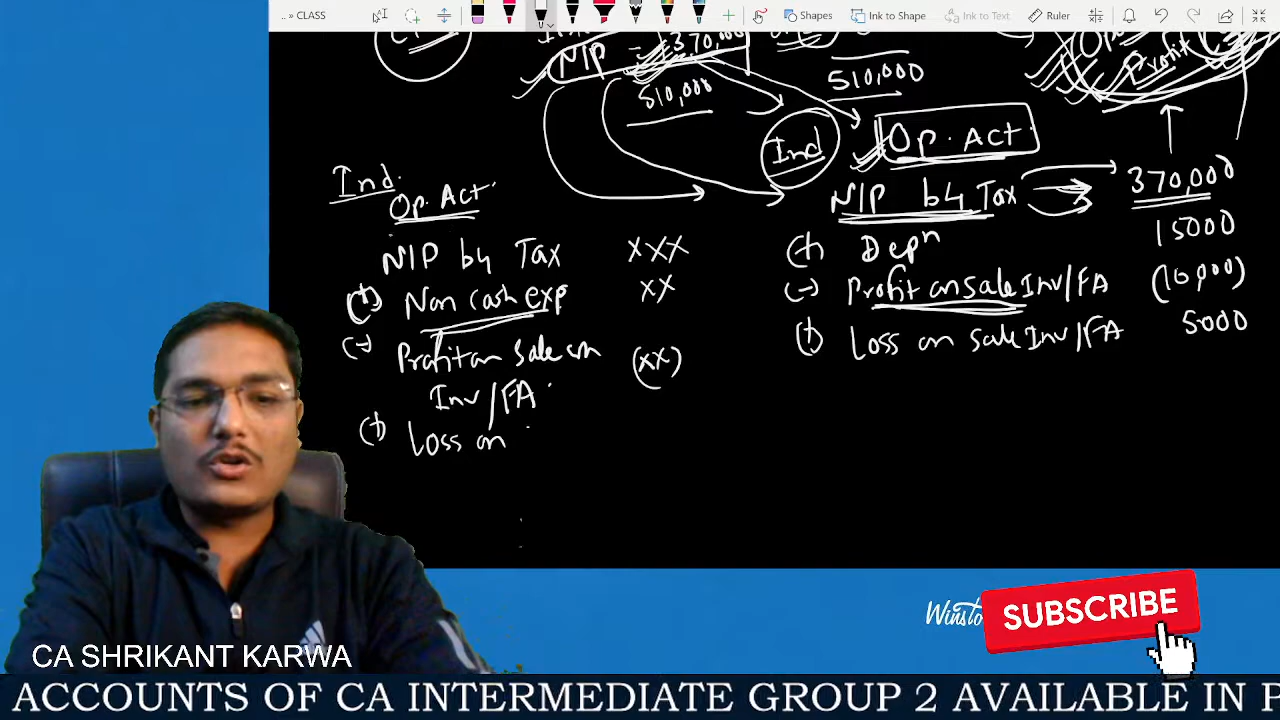 .. » CLASS
Shapes
Ink to Shape
Ink to Text
Ruler
NIP = 370,000
510,000
510,000
Profit
Ind
Op. Act.
Ind.
Op. Act.
NIP b4 Tax 370,000
NIP b4 Tax XXX
(+) Depⁿ 15000
(+) Non cash exp XX
(-) Profit on sale Inv/FA (10,000)
(-) Profit on Sale on Inv/FA (XX)
(+) Loss on sale Inv/FA 5000
(+) Loss on
SUBSCRIBE
CA SHRIKANT KARWA
ACCOUNTS OF CA INTERMEDIATE GROUP 2 AVAILABLE IN P